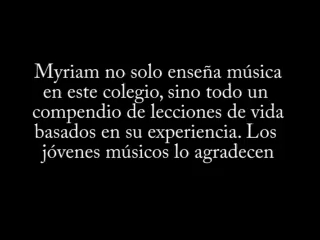 Myriam no solo enseña música
en este colegio, sino todo un
compendio de lecciones de vida
basados en su experiencia. Los
jóvenes músicos lo agradecen